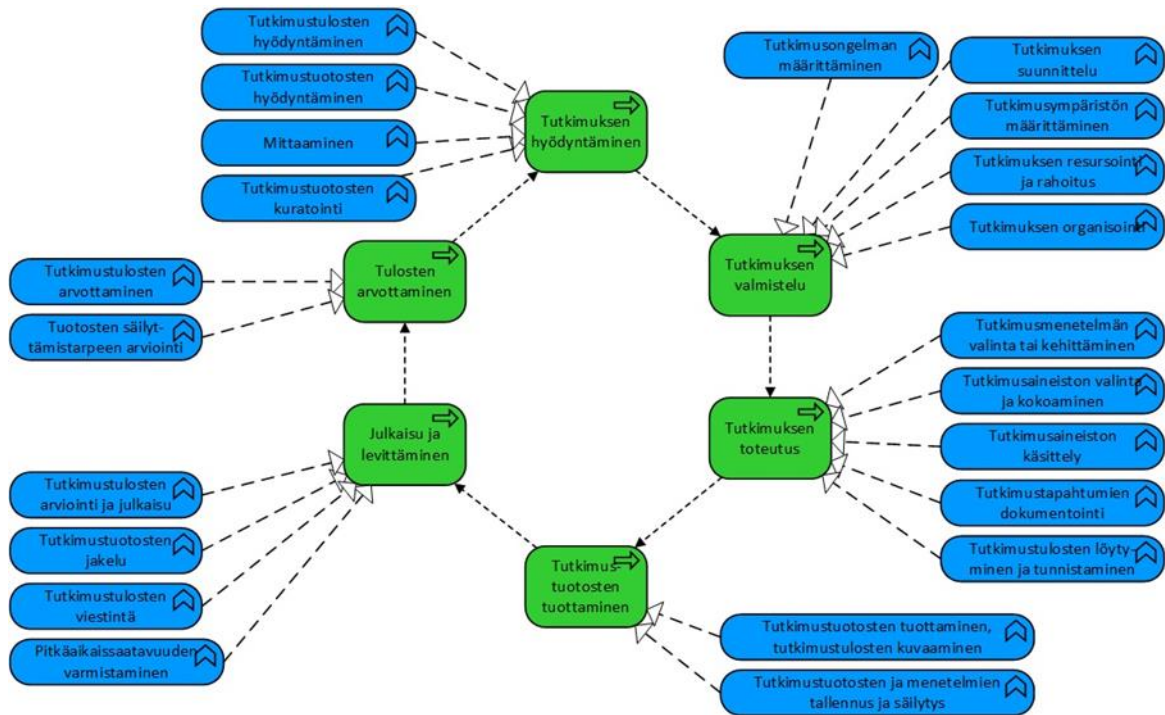 Tutkimustulosten
hyödyntäminen
Tutkimustuotosten
hyödyntäminen
Mittaaminen
Tutkimustuotosten
kuratointi
Tutkimuksen
hyödyntäminen
Tutkimusongelman
määrittäminen
Tutkimuksen
suunnittelu
Tutkimusympäristön
määrittäminen
Tutkimuksen resursointi
ja rahoitus
Tutkimuksen organisointi
Tutkimuksen
valmistelu
Tulosten
arvottaminen
Tutkimustulosten
arvottaminen
Tuotosten säilyt-
tämistarpeen arviointi
Tutkimusmenetelmän
valinta tai kehittäminen
Tutkimusaineiston valinta
ja kokoaminen
Tutkimusaineiston
käsittely
Tutkimustapahtumien
dokumentointi
Tutkimustulosten löyty-
minen ja tunnistaminen
Tutkimuksen
toteutus
Julkaisu ja
levittäminen
Tutkimustulosten
arviointi ja julkaisu
Tutkimustuotosten
jakelu
Tutkimustulosten
viestintä
Pitkäaikaissaatavuuden
varmistaminen
Tutkimus-
tuotosten
tuottaminen
Tutkimustuotosten tuottaminen,
tutkimustulosten kuvaaminen
Tutkimustuotosten ja menetelmien
tallennus ja säilytys